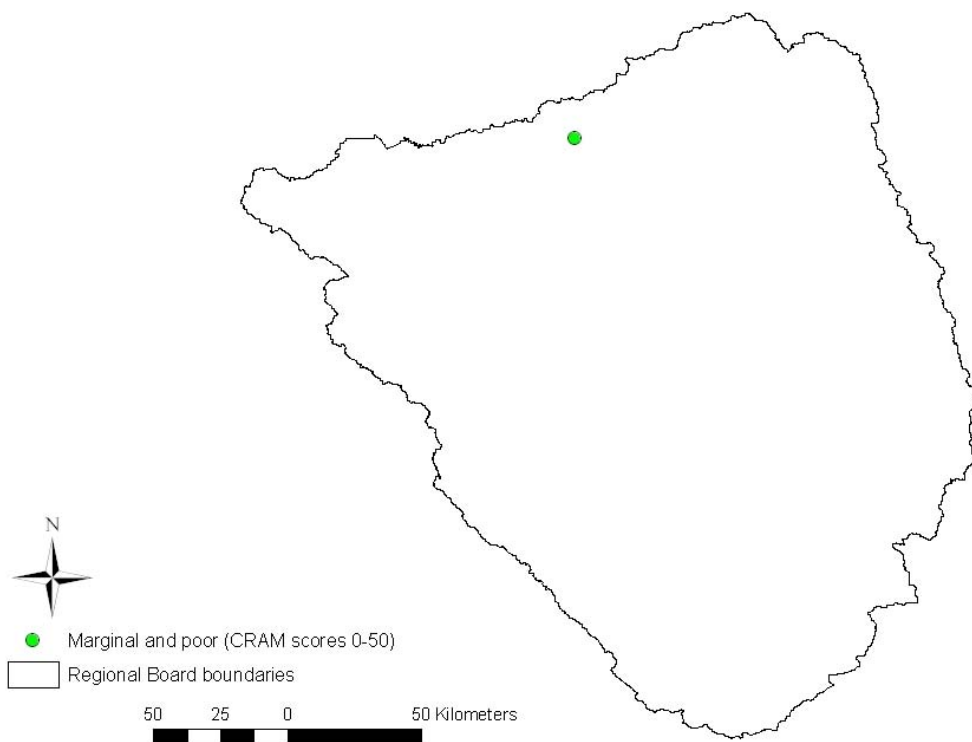 N
Marginal and poor (CRAM scores 0-50)
Regional Board boundaries
50 25 0 50 Kilometers